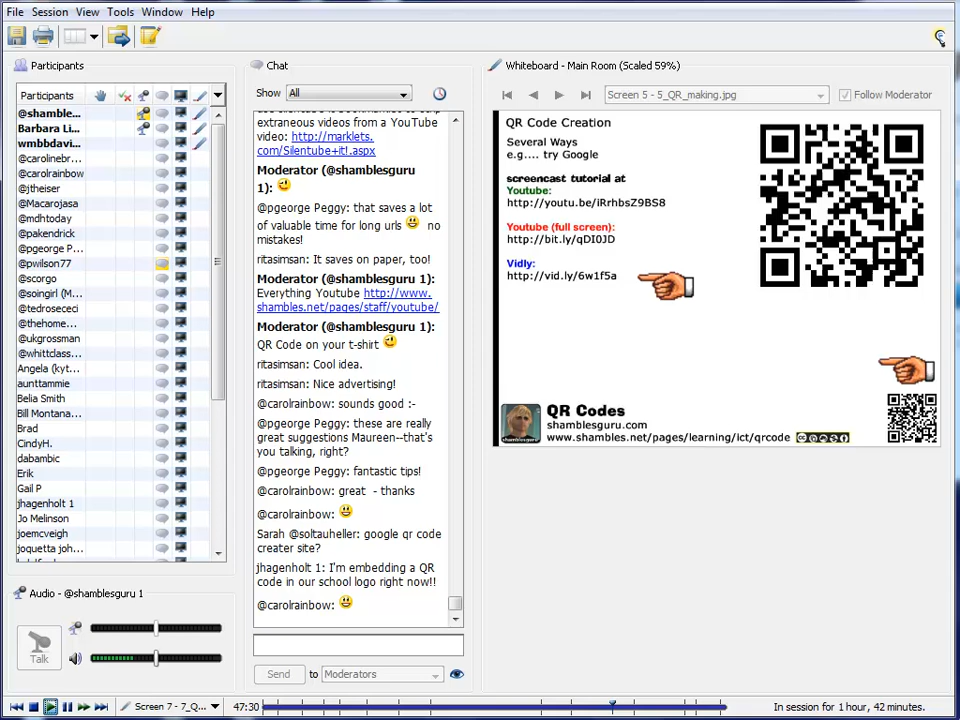 File Session View Tools Window Help
Participants
Participants
@shamble...
Barbara Li...
wmbbdavi...
@carolinebr...
@carolrainbow
@jtheiser
@Macarojasa
@mdhtoday
@pakendrick
@pgeorge P...
@pwilson77
@scorgo
@soingirl (M...
@tedrosececi
@thehome...
@ukgrossman
@whittclass...
Angela (kyt...
aunttammie
Belia Smith
Bill Montana...
Brad
CindyH.
dabambic
Erik
Gail P
jhagenholt 1
Jo Melinson
joemcveigh
joquetta joh...
Audio - @shamblesguru 1
Talk
Chat
Show All
extraneous videos from a YouTube
video: http://marklets.
com/Silentube+it!.aspx
Moderator (@shamblesguru
1):
@pgeorge Peggy: that saves a lot
of valuable time for long urls no
mistakes!
ritasimsan: It saves on paper, too!
Moderator (@shamblesguru 1):
Everything Youtube http://www.
shambles.net/pages/staff/youtube/
Moderator (@shamblesguru 1):
QR Code on your t-shirt
ritasimsan: Cool idea.
ritasimsan: Nice advertising!
@carolrainbow: sounds good :-
@pgeorge Peggy: these are really
great suggestions Maureen--that's
you talking, right?
@pgeorge Peggy: fantastic tips!
@carolrainbow: great - thanks
@carolrainbow:
Sarah @soltauheller: google qr code
creater site?
jhagenholt 1: I'm embedding a QR
code in our school logo right now!!
@carolrainbow:
Send to Moderators
Whiteboard - Main Room (Scaled 59%)
Screen 5 - 5_QR_making.jpg
Follow Moderator
QR Code Creation
Several Ways
e.g.... try Google
screencast tutorial at
Youtube:
http://youtu.be/iRrhbsZ9BS8
Youtube (full screen):
http://bit.ly/qDI0JD
Vidly:
http://vid.ly/6w1f5a
QR Codes
shamblesguru.com
www.shambles.net/pages/learning/ict/qrcode
Screen 7 - 7_Q...
47:30
In session for 1 hour, 42 minutes.